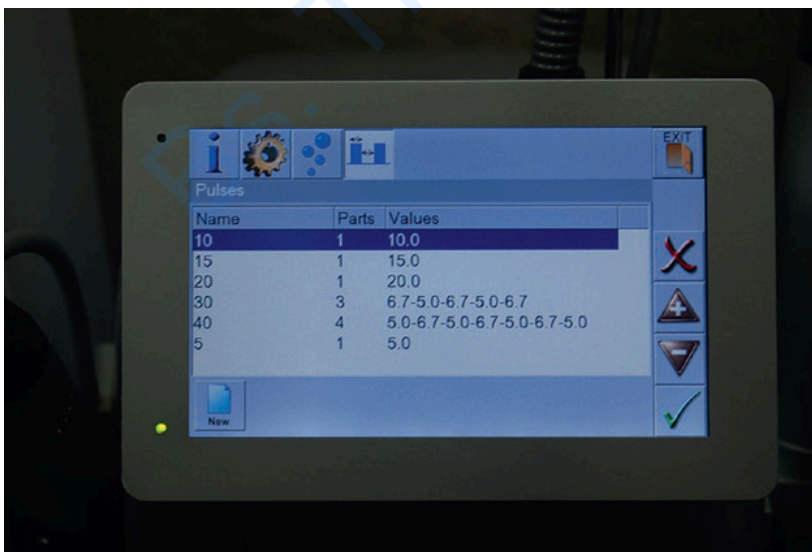 EXIT
Pulses
Name Parts Values
10 1 10.0
15 1 15.0
20 1 20.0
30 3 6.7-5.0-6.7-5.0-6.7
40 4 5.0-6.7-5.0-6.7-5.0-6.7-5.0
5 1 5.0
New